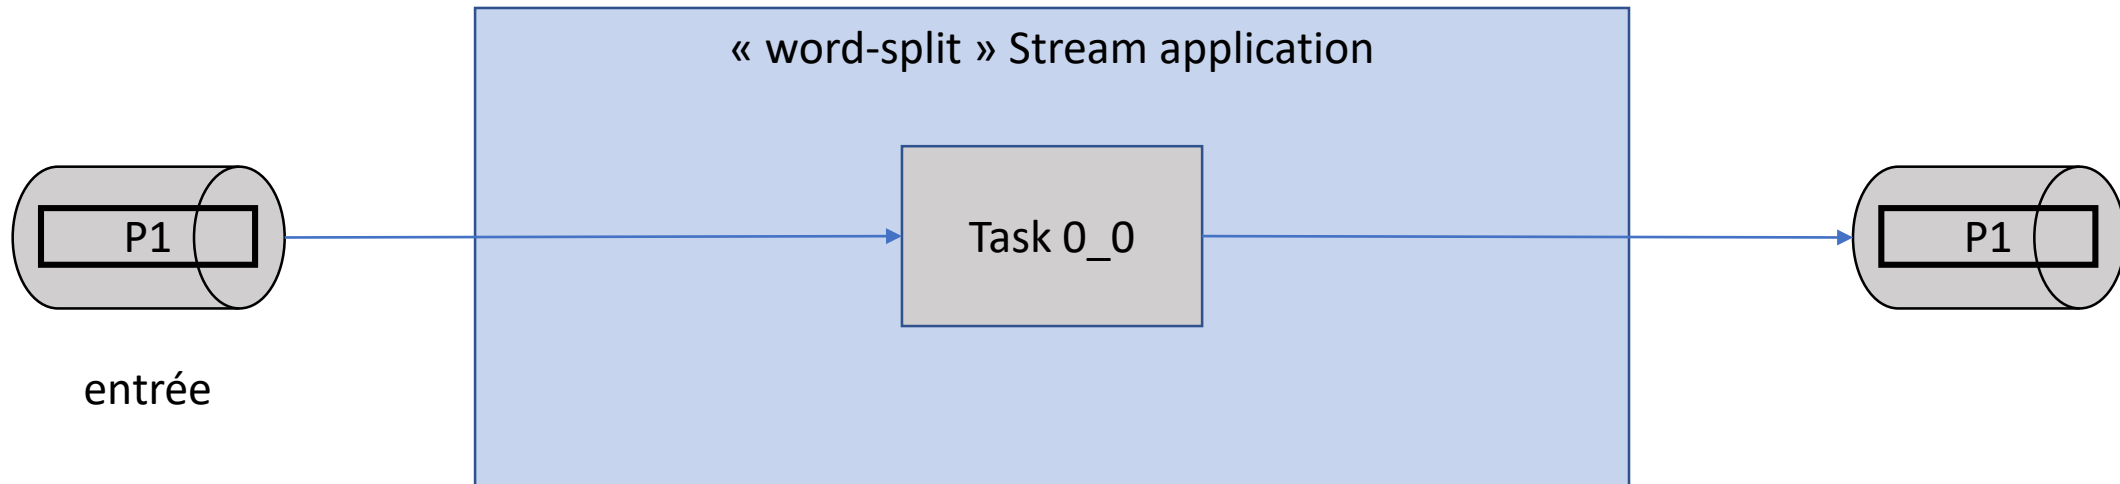 « word-split » Stream application
P1
Task 0_0
P1
entrée